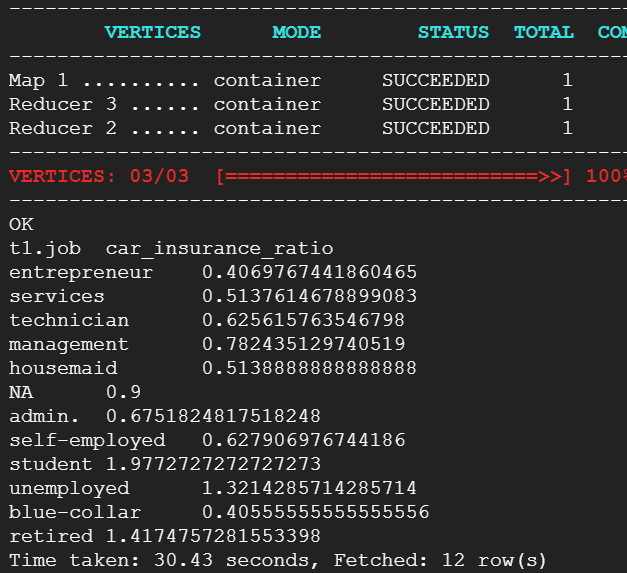 --------------------------------------------------------
VERTICES MODE STATUS TOTAL COM
--------------------------------------------------------
Map 1 .......... container SUCCEEDED 1
Reducer 3 ...... container SUCCEEDED 1
Reducer 2 ...... container SUCCEEDED 1
--------------------------------------------------------
VERTICES: 03/03 [==========================>>] 100%
--------------------------------------------------------
OK
t1.job car_insurance_ratio
entrepreneur 0.4069767441860465
services 0.5137614678899083
technician 0.625615763546798
management 0.782435129740519
housemaid 0.5138888888888888
NA 0.9
admin. 0.6751824817518248
self-employed 0.627906976744186
student 1.9772727272727273
unemployed 1.3214285714285714
blue-collar 0.40555555555555556
retired 1.4174757281553398
Time taken: 30.43 seconds, Fetched: 12 row(s)